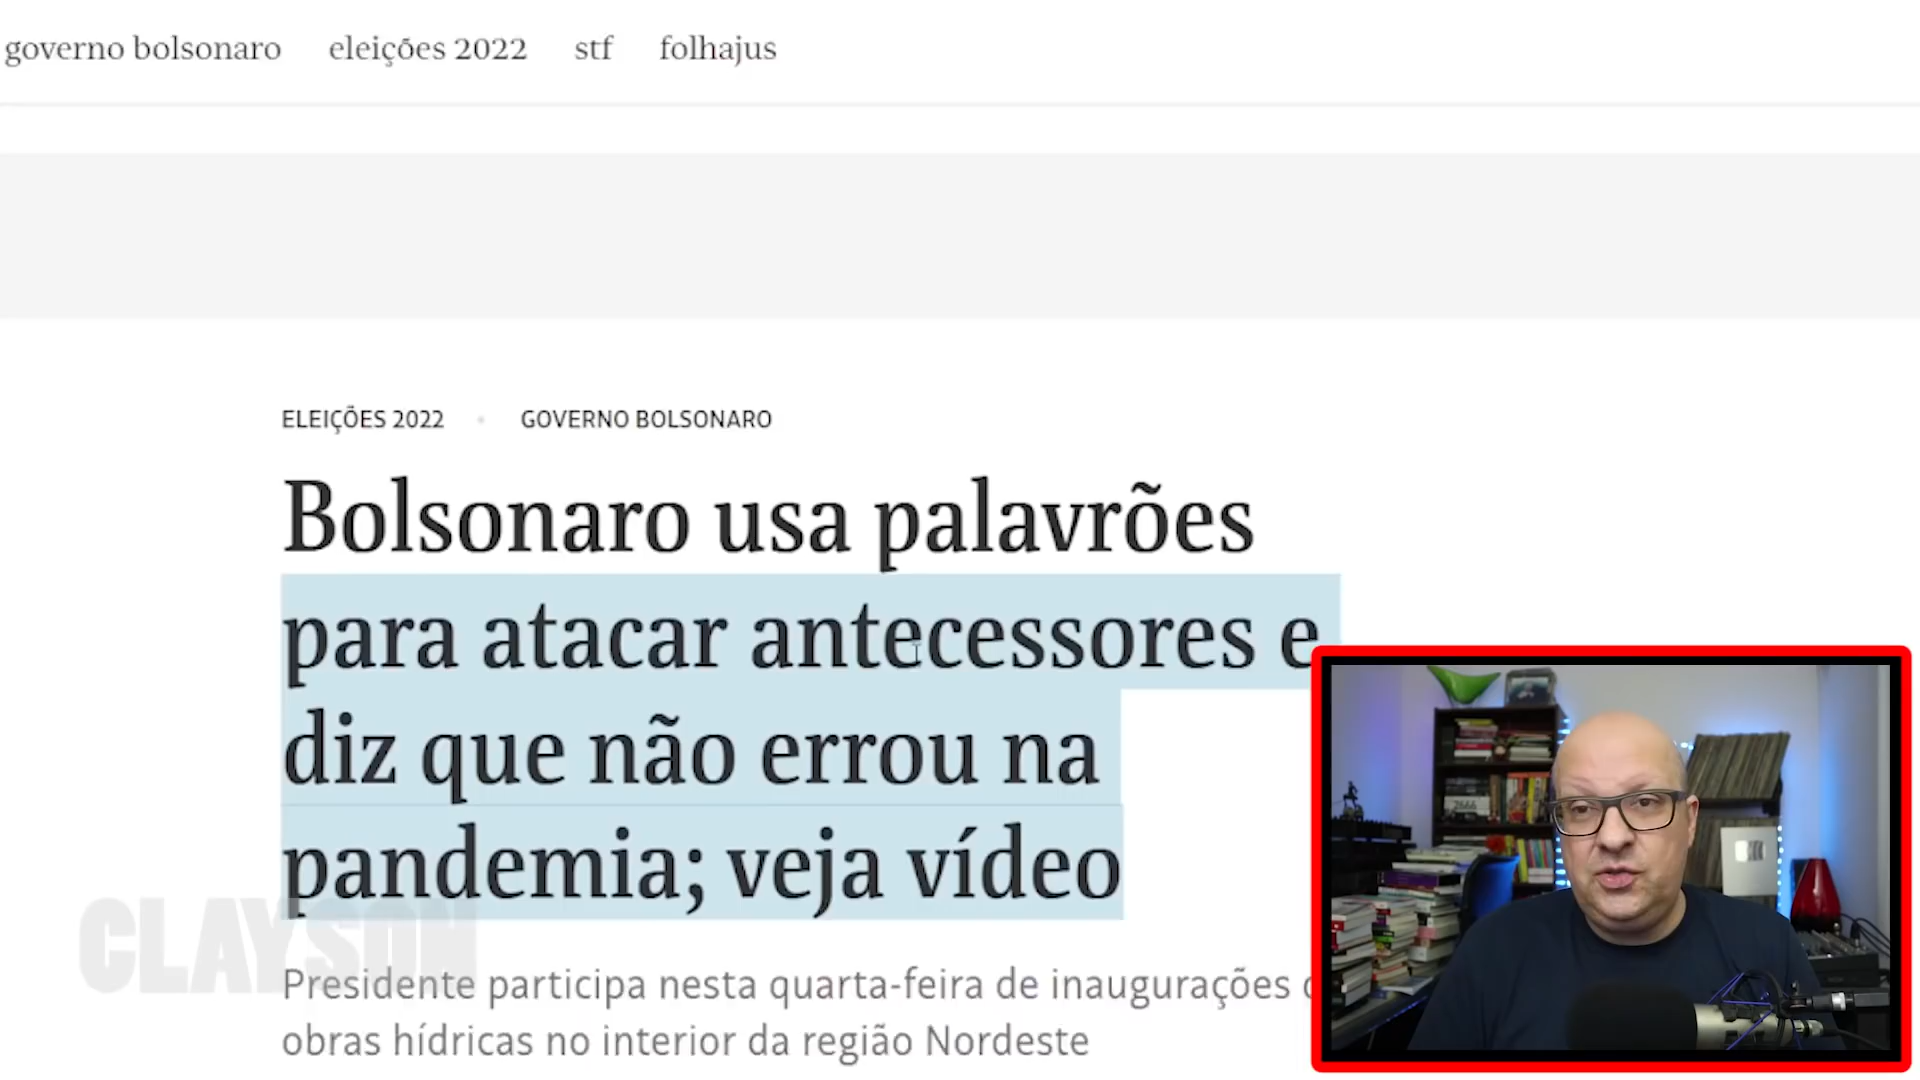 governo bolsonaro eleições 2022 stf folhajus
ELEIÇÕES 2022 • GOVERNO BOLSONARO
Bolsonaro usa palavrões
para atacar antecessores e
diz que não errou na
pandemia; veja vídeo
CLAYSON
Presidente participa nesta quarta-feira de inaugurações
obras hídricas no interior da região Nordeste